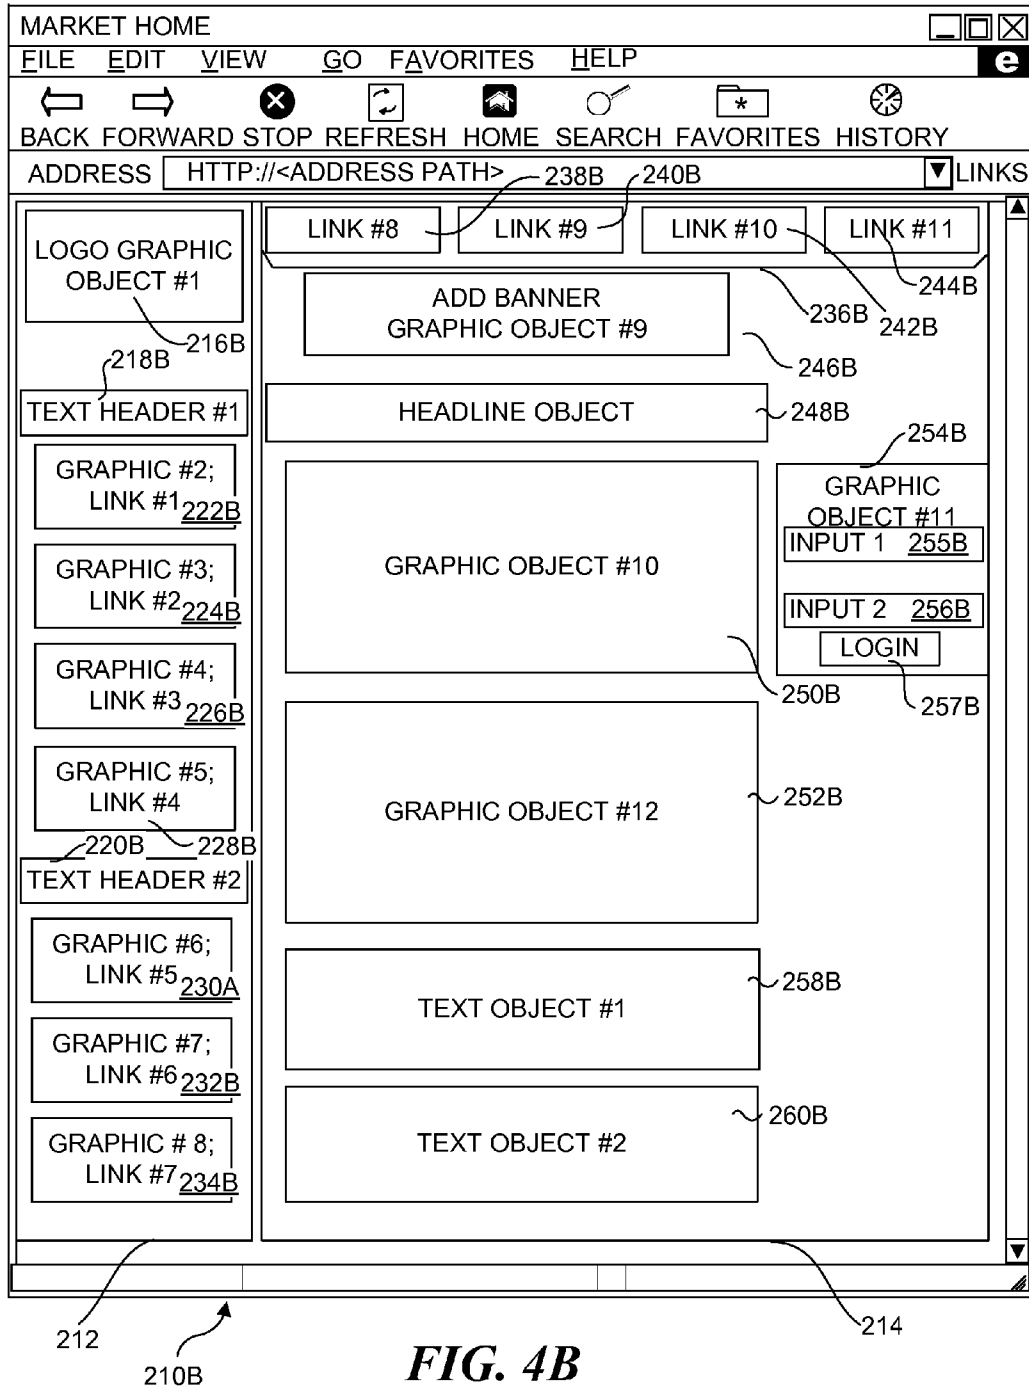 MARKET HOME
FILE EDIT VIEW GO FAVORITES HELP
e
BACK FORWARD STOP REFRESH HOME SEARCH FAVORITES HISTORY
ADDRESS HTTP://<ADDRESS PATH> LINKS
238B 240B
LINK #8 LINK #9 LINK #10 LINK #11
244B
236B 242B
LOGO GRAPHIC
OBJECT #1
216B
218B
TEXT HEADER #1
GRAPHIC #2;
LINK #1 222B
GRAPHIC #3;
LINK #2 224B
GRAPHIC #4;
LINK #3 226B
GRAPHIC #5;
LINK #4
220B 228B
TEXT HEADER #2
GRAPHIC #6;
LINK #5 230A
GRAPHIC #7;
LINK #6 232B
GRAPHIC # 8;
LINK #7 234B
ADD BANNER
GRAPHIC OBJECT #9
246B
HEADLINE OBJECT
248B
GRAPHIC OBJECT #10
250B
254B
GRAPHIC
OBJECT #11
INPUT 1 255B
INPUT 2 256B
LOGIN
257B
GRAPHIC OBJECT #12
252B
TEXT OBJECT #1
258B
TEXT OBJECT #2
260B
212
210B
214
FIG. 4B